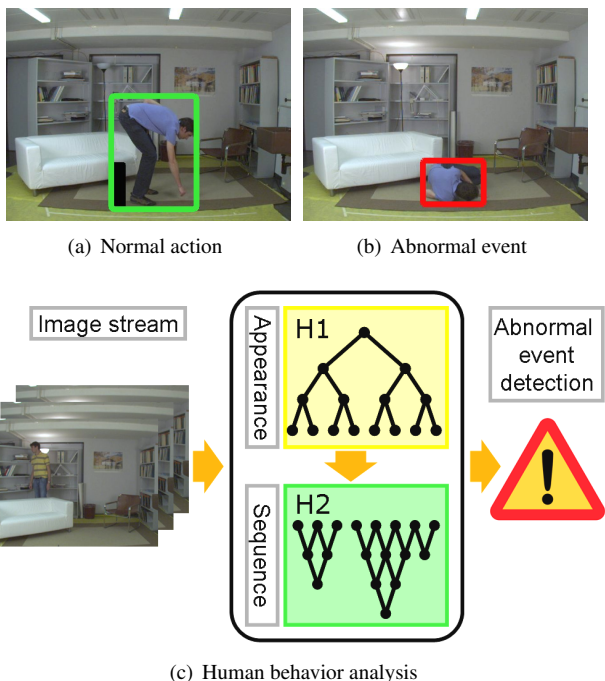 (a) Normal action
(b) Abnormal event
Image stream
Appearance
H1
Abnormal
event
detection
Sequence
H2
(c) Human behavior analysis